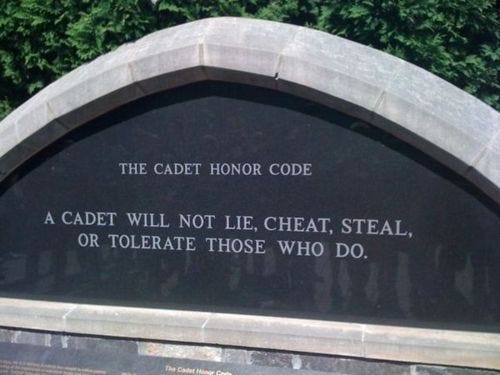 THE CADET HONOR CODE
A CADET WILL NOT LIE, CHEAT, STEAL,
OR TOLERATE THOSE WHO DO.
The Cadet Honor Code